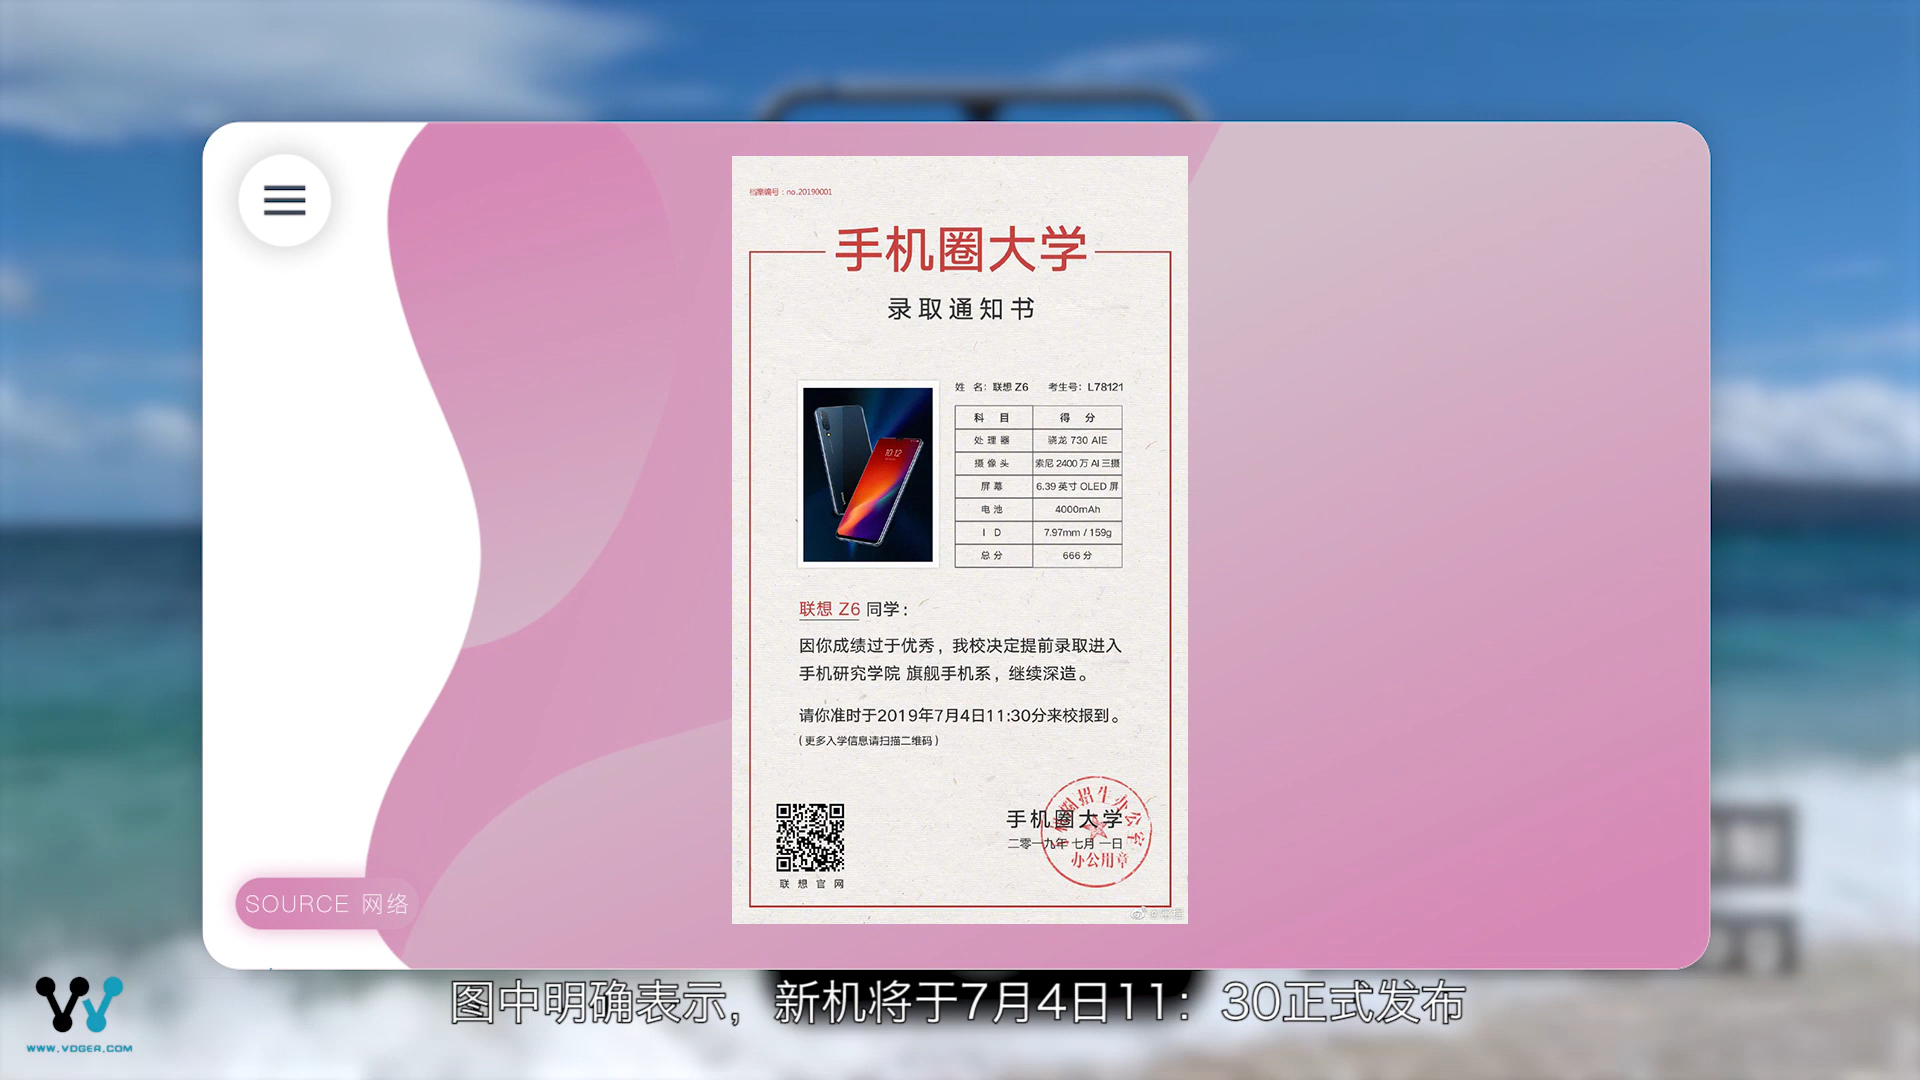 档案编号：no.20190001
手机圈大学
录取通知书
姓 名：联想 Z6 考生号：L78121
科 目 得 分
处 理 器 骁龙 730 AIE
摄 像 头 索尼 2400 万 AI 三摄
屏 幕 6.39 英寸 OLED 屏
电 池 4000mAh
I D 7.97mm / 159g
总 分 666 分
10:12
联想 Z6 同学：
因你成绩过于优秀，我校决定提前录取进入
手机研究学院 旗舰手机系，继续深造。
请你准时于2019年7月4日11:30分来校报到。
（更多入学信息请扫描二维码）
手机圈大学
二零一九年 七月 一日
招生办公室
办公用章
联 想 官 网
SOURCE 网络
图中明确表示，新机将于7月4日11：30正式发布
WWW.VDGER.COM